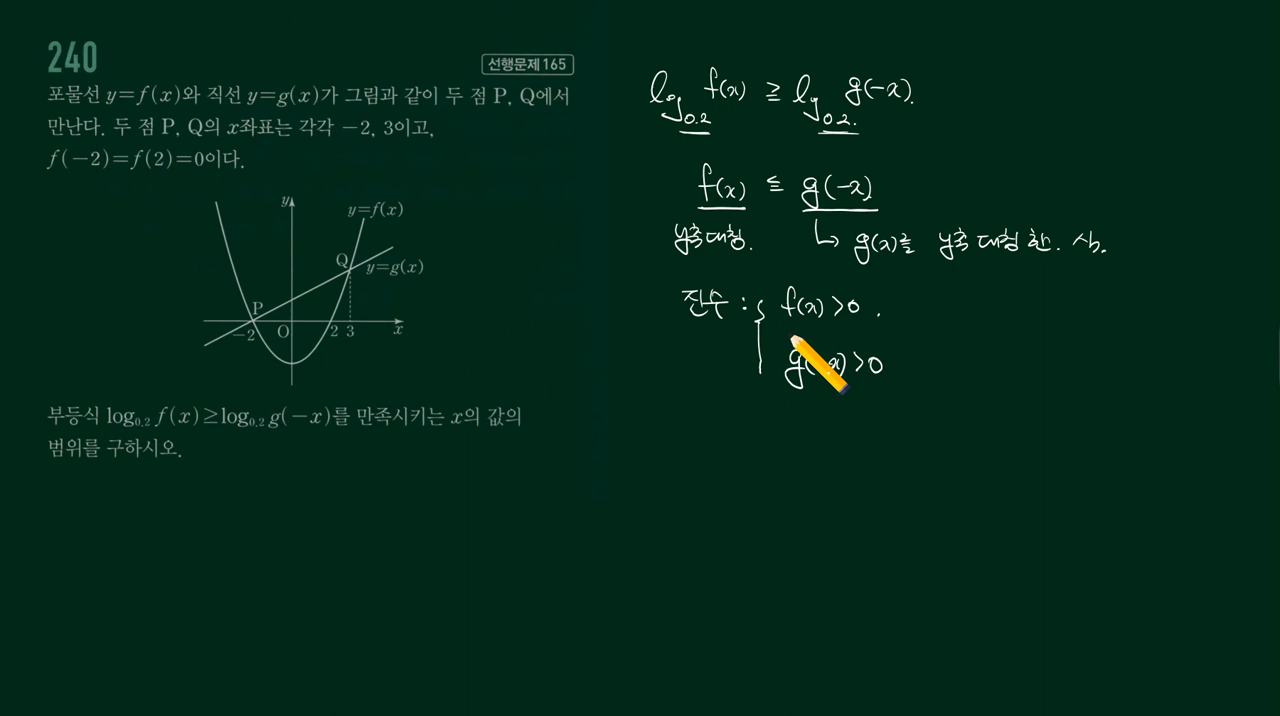 240
선행문제 165
포물선 y=f(x)와 직선 y=g(x)가 그림과 같이 두 점 P, Q에서
만난다. 두 점 P, Q의 x좌표는 각각 −2, 3이고,
f(−2)=f(2)=0이다.
y
y=f(x)
Q
y=g(x)
P
−2
O
2
3
x
부등식 log₀.₂ f(x)≥log₀.₂ g(−x)를 만족시키는 x의 값의
범위를 구하시오.
log₀.₂ f(x) ≧ log₀.₂ g(−x).
f(x) ≦ g(−x)
y축대칭. ↳ g(x)를 y축 대칭 한. 식.
진수 : f(x) >0 .
g(−x) >0